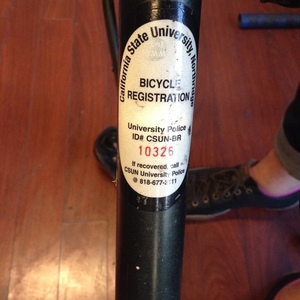 California State University, Northridge
BICYCLE
REGISTRATION
University Police
ID# CSUN-BR
10326
If recovered, call
CSUN University Police
@ 818-677-2111